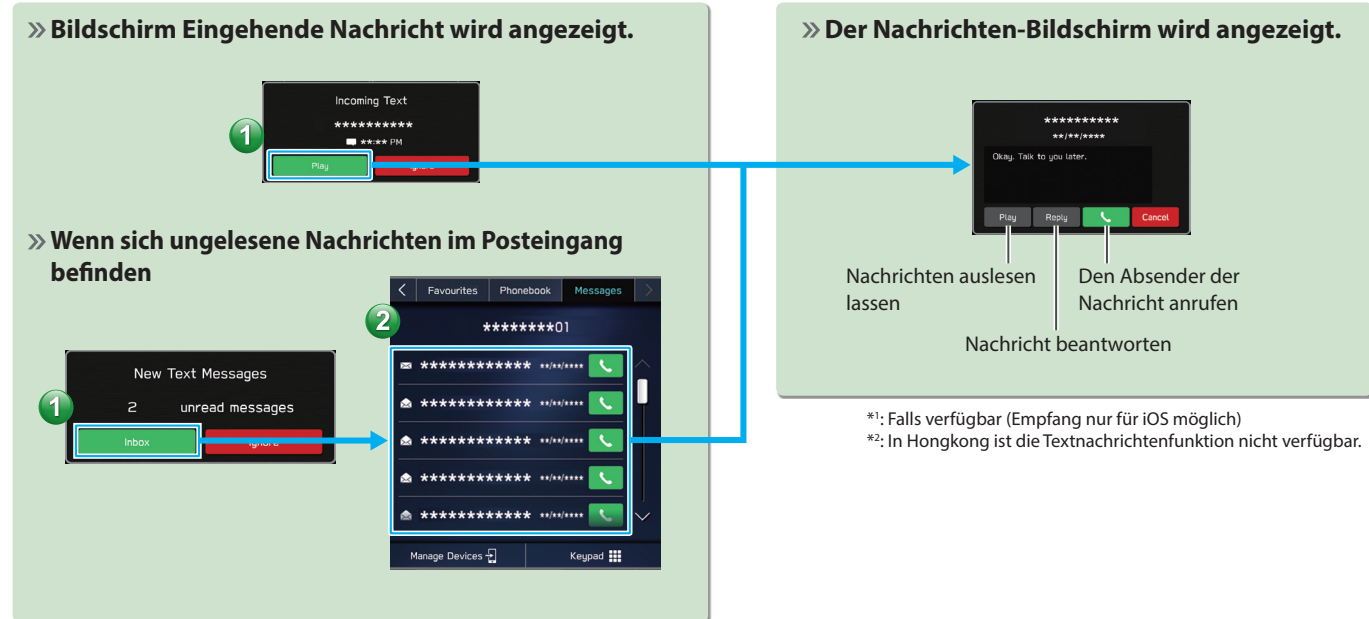 » Bildschirm Eingehende Nachricht wird angezeigt.
Incoming Text
**********
**:** PM
1
Play
Ignore
» Wenn sich ungelesene Nachrichten im Posteingang
befinden
New Text Messages
2 unread messages
1
Inbox
Ignore
2
Favourites Phonebook Messages
********01
************ **/**/****
************ **/**/****
************ **/**/****
************ **/**/****
************ **/**/****
Manage Devices Keypad
» Der Nachrichten-Bildschirm wird angezeigt.
**********
**/**/****
Okay. Talk to you later.
Play Reply Cancel
Nachrichten auslesen
lassen
Den Absender der
Nachricht anrufen
Nachricht beantworten
*1: Falls verfügbar (Empfang nur für iOS möglich)
*2: In Hongkong ist die Textnachrichtenfunktion nicht verfügbar.